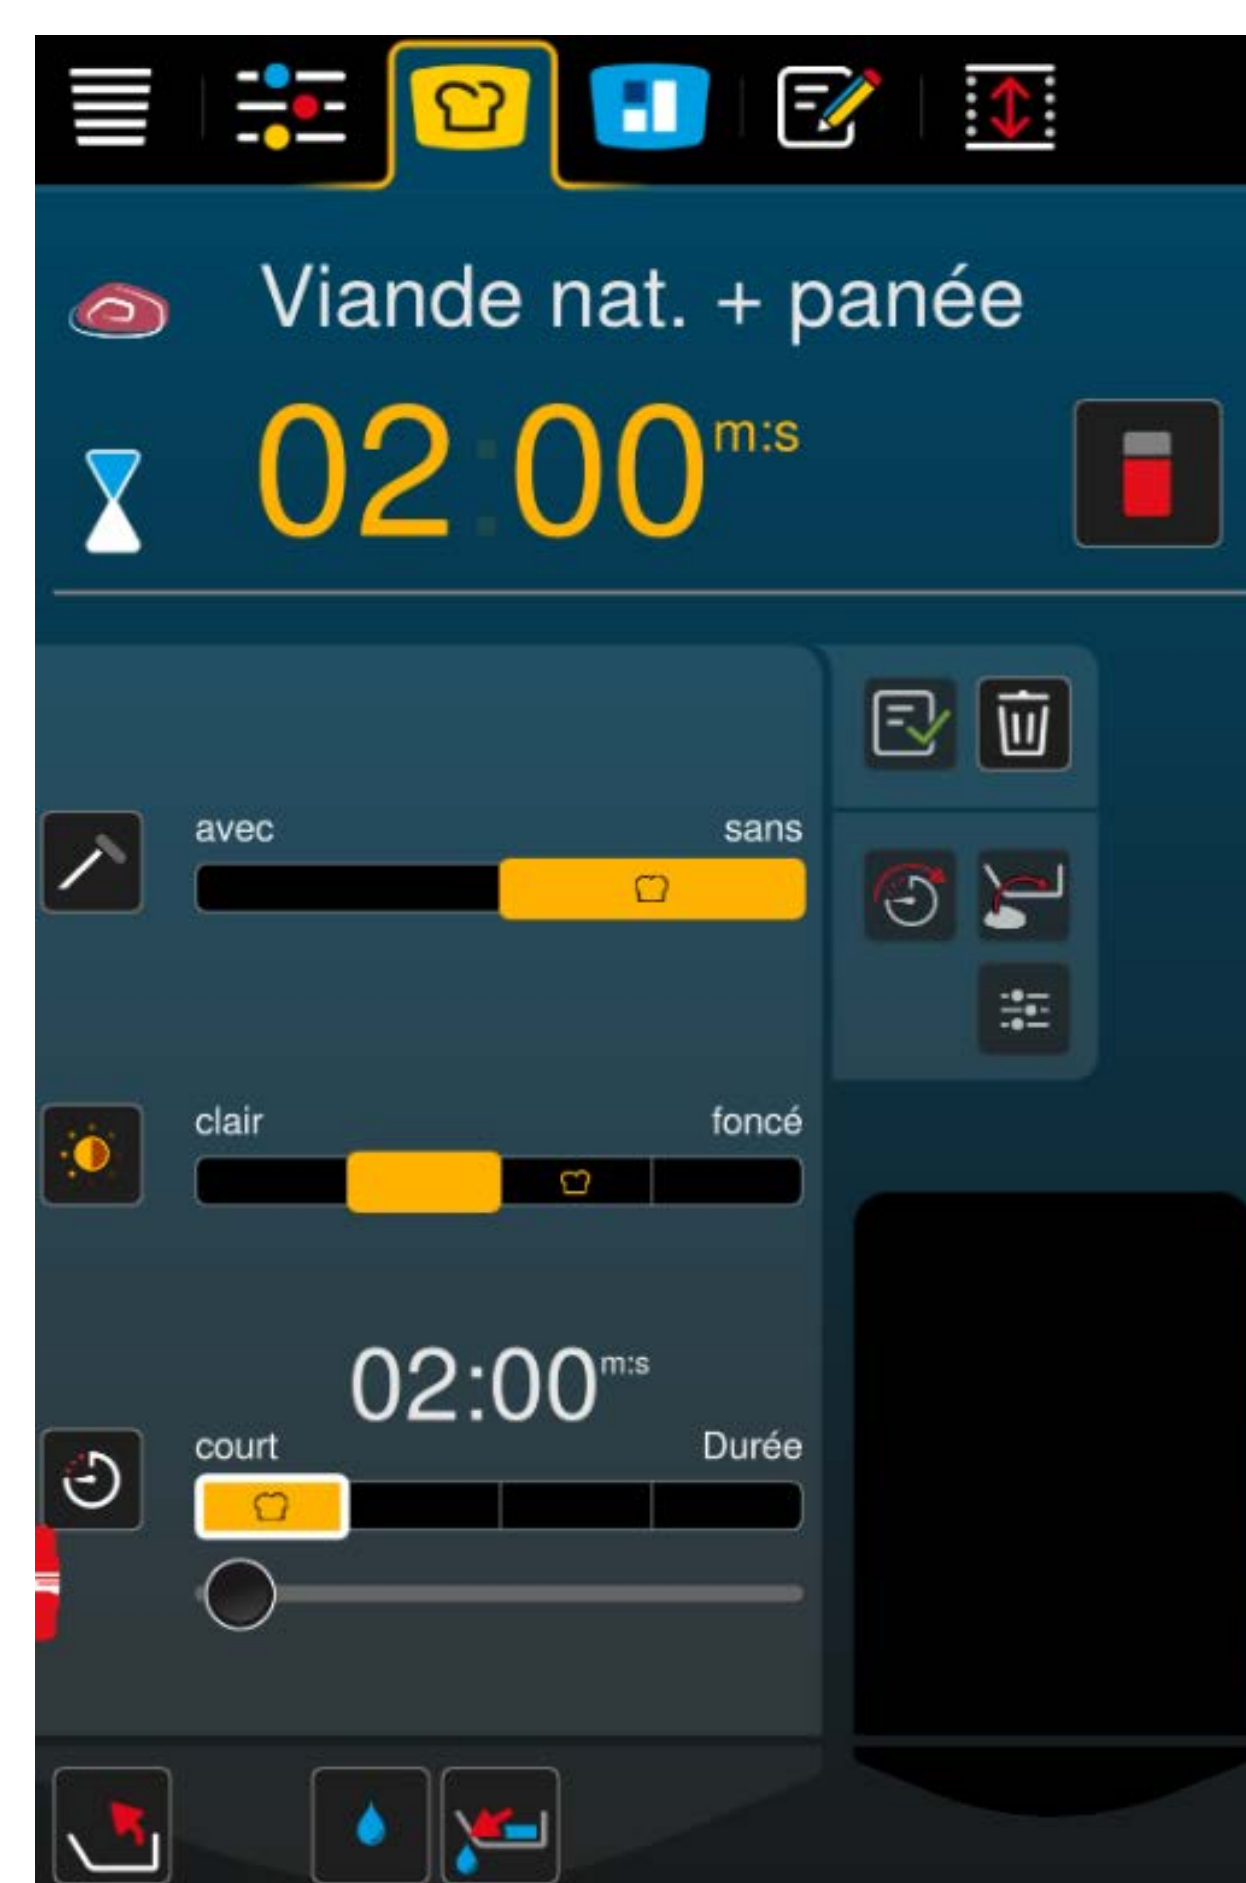 Viande nat. + panée
02:00 m:s
avec sans
clair foncé
02:00 m:s
court Durée